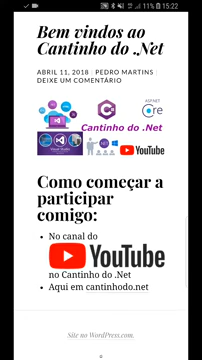 15:22
Bem vindos ao
Cantinho do .Net
ABRIL 11, 2018 | PEDRO MARTINS |
DEIXE UM COMENTÁRIO
ASP.NET
Core
Cantinho do .Net
YouTube
Como começar a
participar
comigo:
• No canal do
YouTube
no Cantinho do .Net
• Aqui em cantinhodo.net
Site no WordPress.com.